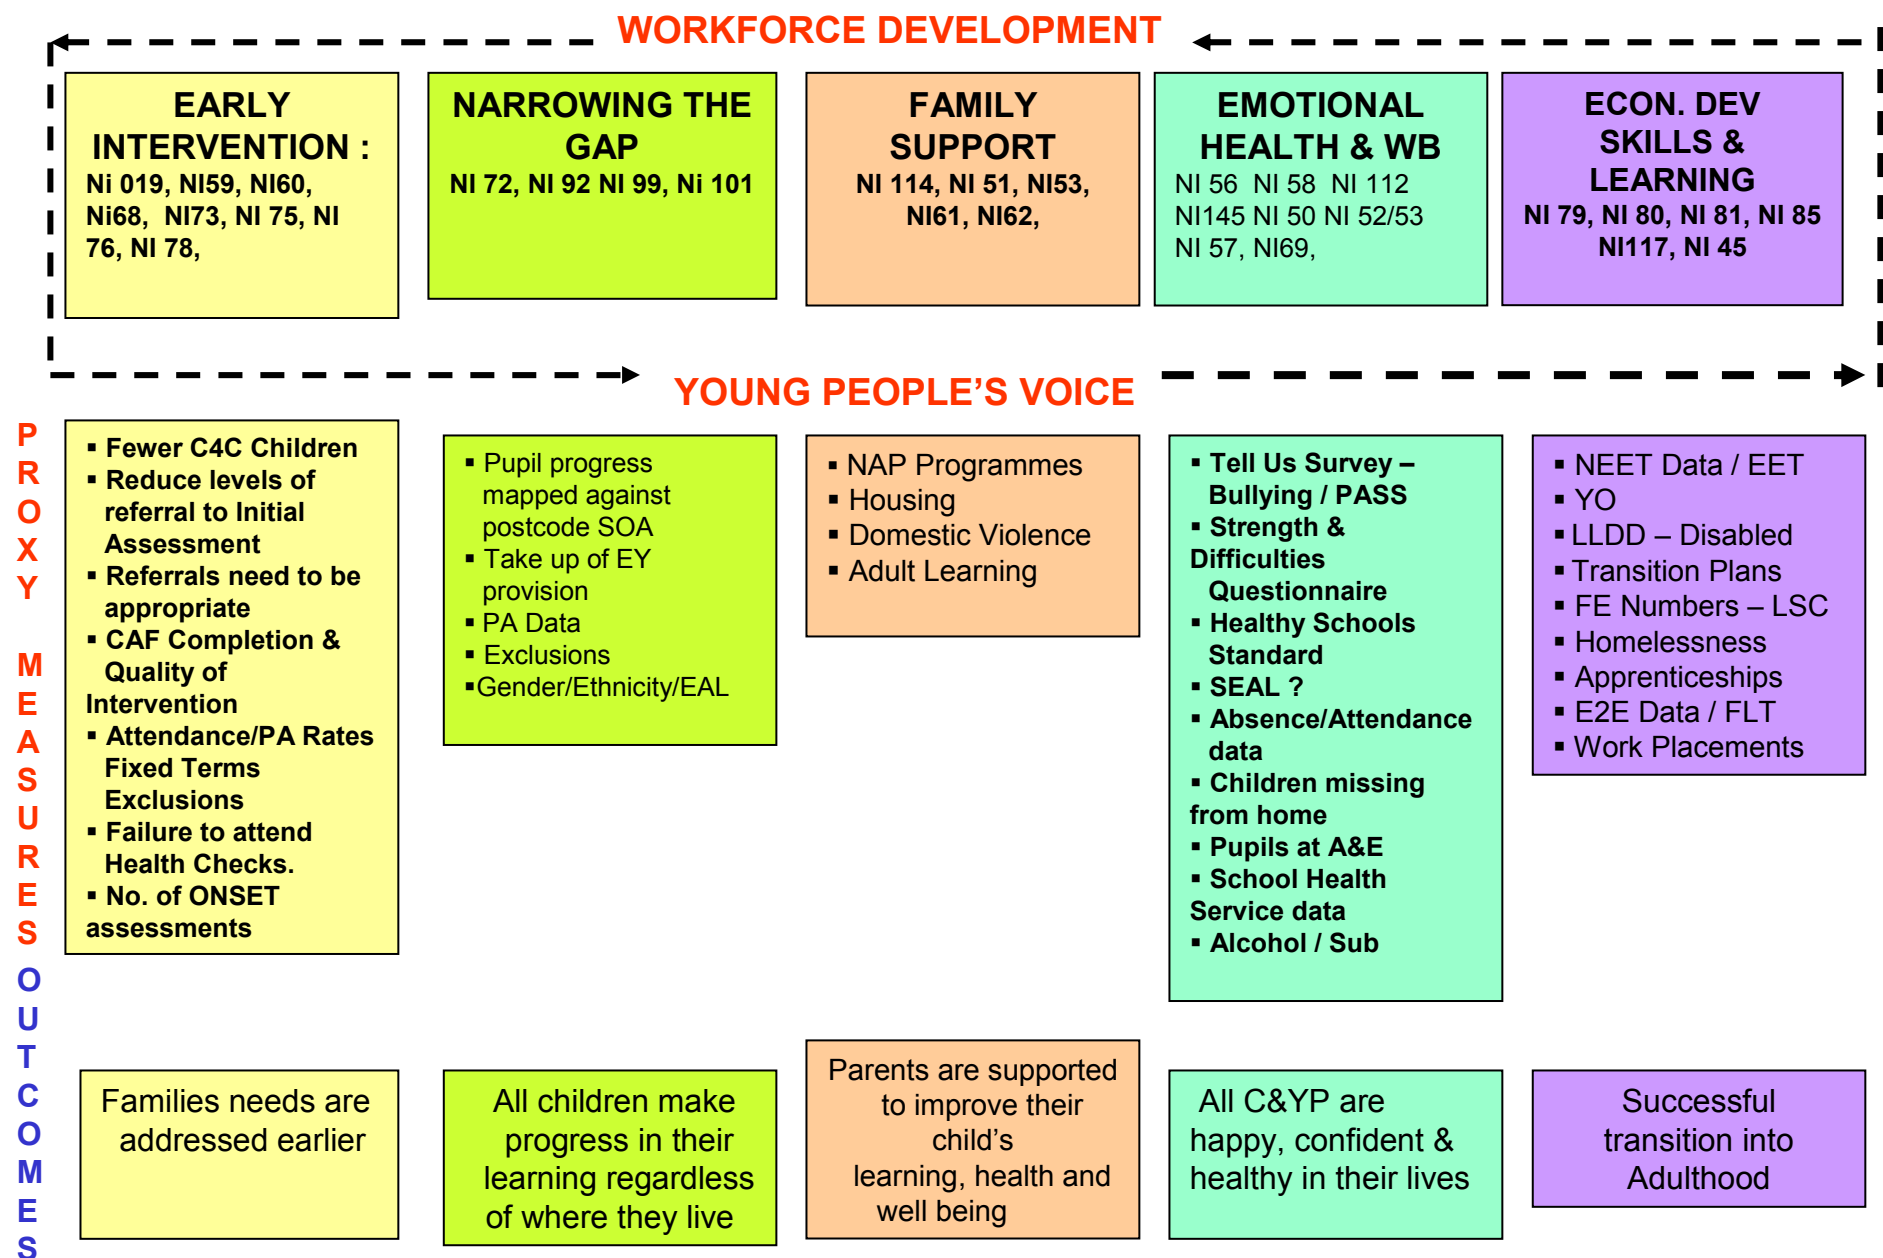 WORKFORCE DEVELOPMENT
EARLY
INTERVENTION :
Ni 019, NI59, NI60,
Ni68, NI73, NI 75, NI
76, NI 78,
NARROWING THE
GAP
NI 72, NI 92 NI 99, Ni 101
FAMILY
SUPPORT
NI 114, NI 51, NI53,
NI61, NI62,
EMOTIONAL
HEALTH & WB
NI 56 NI 58 NI 112
NI145 NI 50 NI 52/53
NI 57, NI69,
ECON. DEV
SKILLS &
LEARNING
NI 79, NI 80, NI 81, NI 85
NI117, NI 45
YOUNG PEOPLE'S VOICE
PROXY MEASURES
▪ Fewer C4C Children
▪ Reduce levels of
referral to Initial
Assessment
▪ Referrals need to be
appropriate
▪ CAF Completion &
Quality of
Intervention
▪ Attendance/PA Rates
Fixed Terms
Exclusions
▪ Failure to attend
Health Checks.
▪ No. of ONSET
assessments
▪ Pupil progress
mapped against
postcode SOA
▪ Take up of EY
provision
▪ PA Data
▪ Exclusions
▪Gender/Ethnicity/EAL
▪ NAP Programmes
▪ Housing
▪ Domestic Violence
▪ Adult Learning
▪ Tell Us Survey –
Bullying / PASS
▪ Strength &
Difficulties
Questionnaire
▪ Healthy Schools
Standard
▪ SEAL ?
▪ Absence/Attendance
data
▪ Children missing
from home
▪ Pupils at A&E
▪ School Health
Service data
▪ Alcohol / Sub
▪ NEET Data / EET
▪ YO
▪ LLDD – Disabled
▪ Transition Plans
▪ FE Numbers – LSC
▪ Homelessness
▪ Apprenticeships
▪ E2E Data / FLT
▪ Work Placements
OUTCOMES
Families needs are
addressed earlier
All children make
progress in their
learning regardless
of where they live
Parents are supported
to improve their
child's
learning, health and
well being
All C&YP are
happy, confident &
healthy in their lives
Successful
transition into
Adulthood